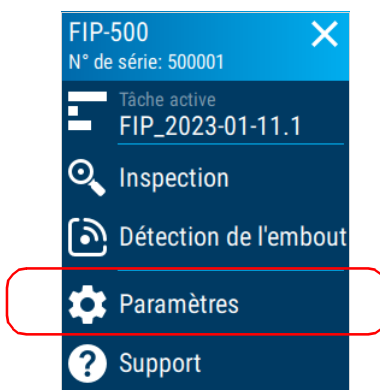 FIP-500
N° de série: 500001
Tâche active
FIP_2023-01-11.1
Inspection
Détection de l'embout
Paramètres
Support